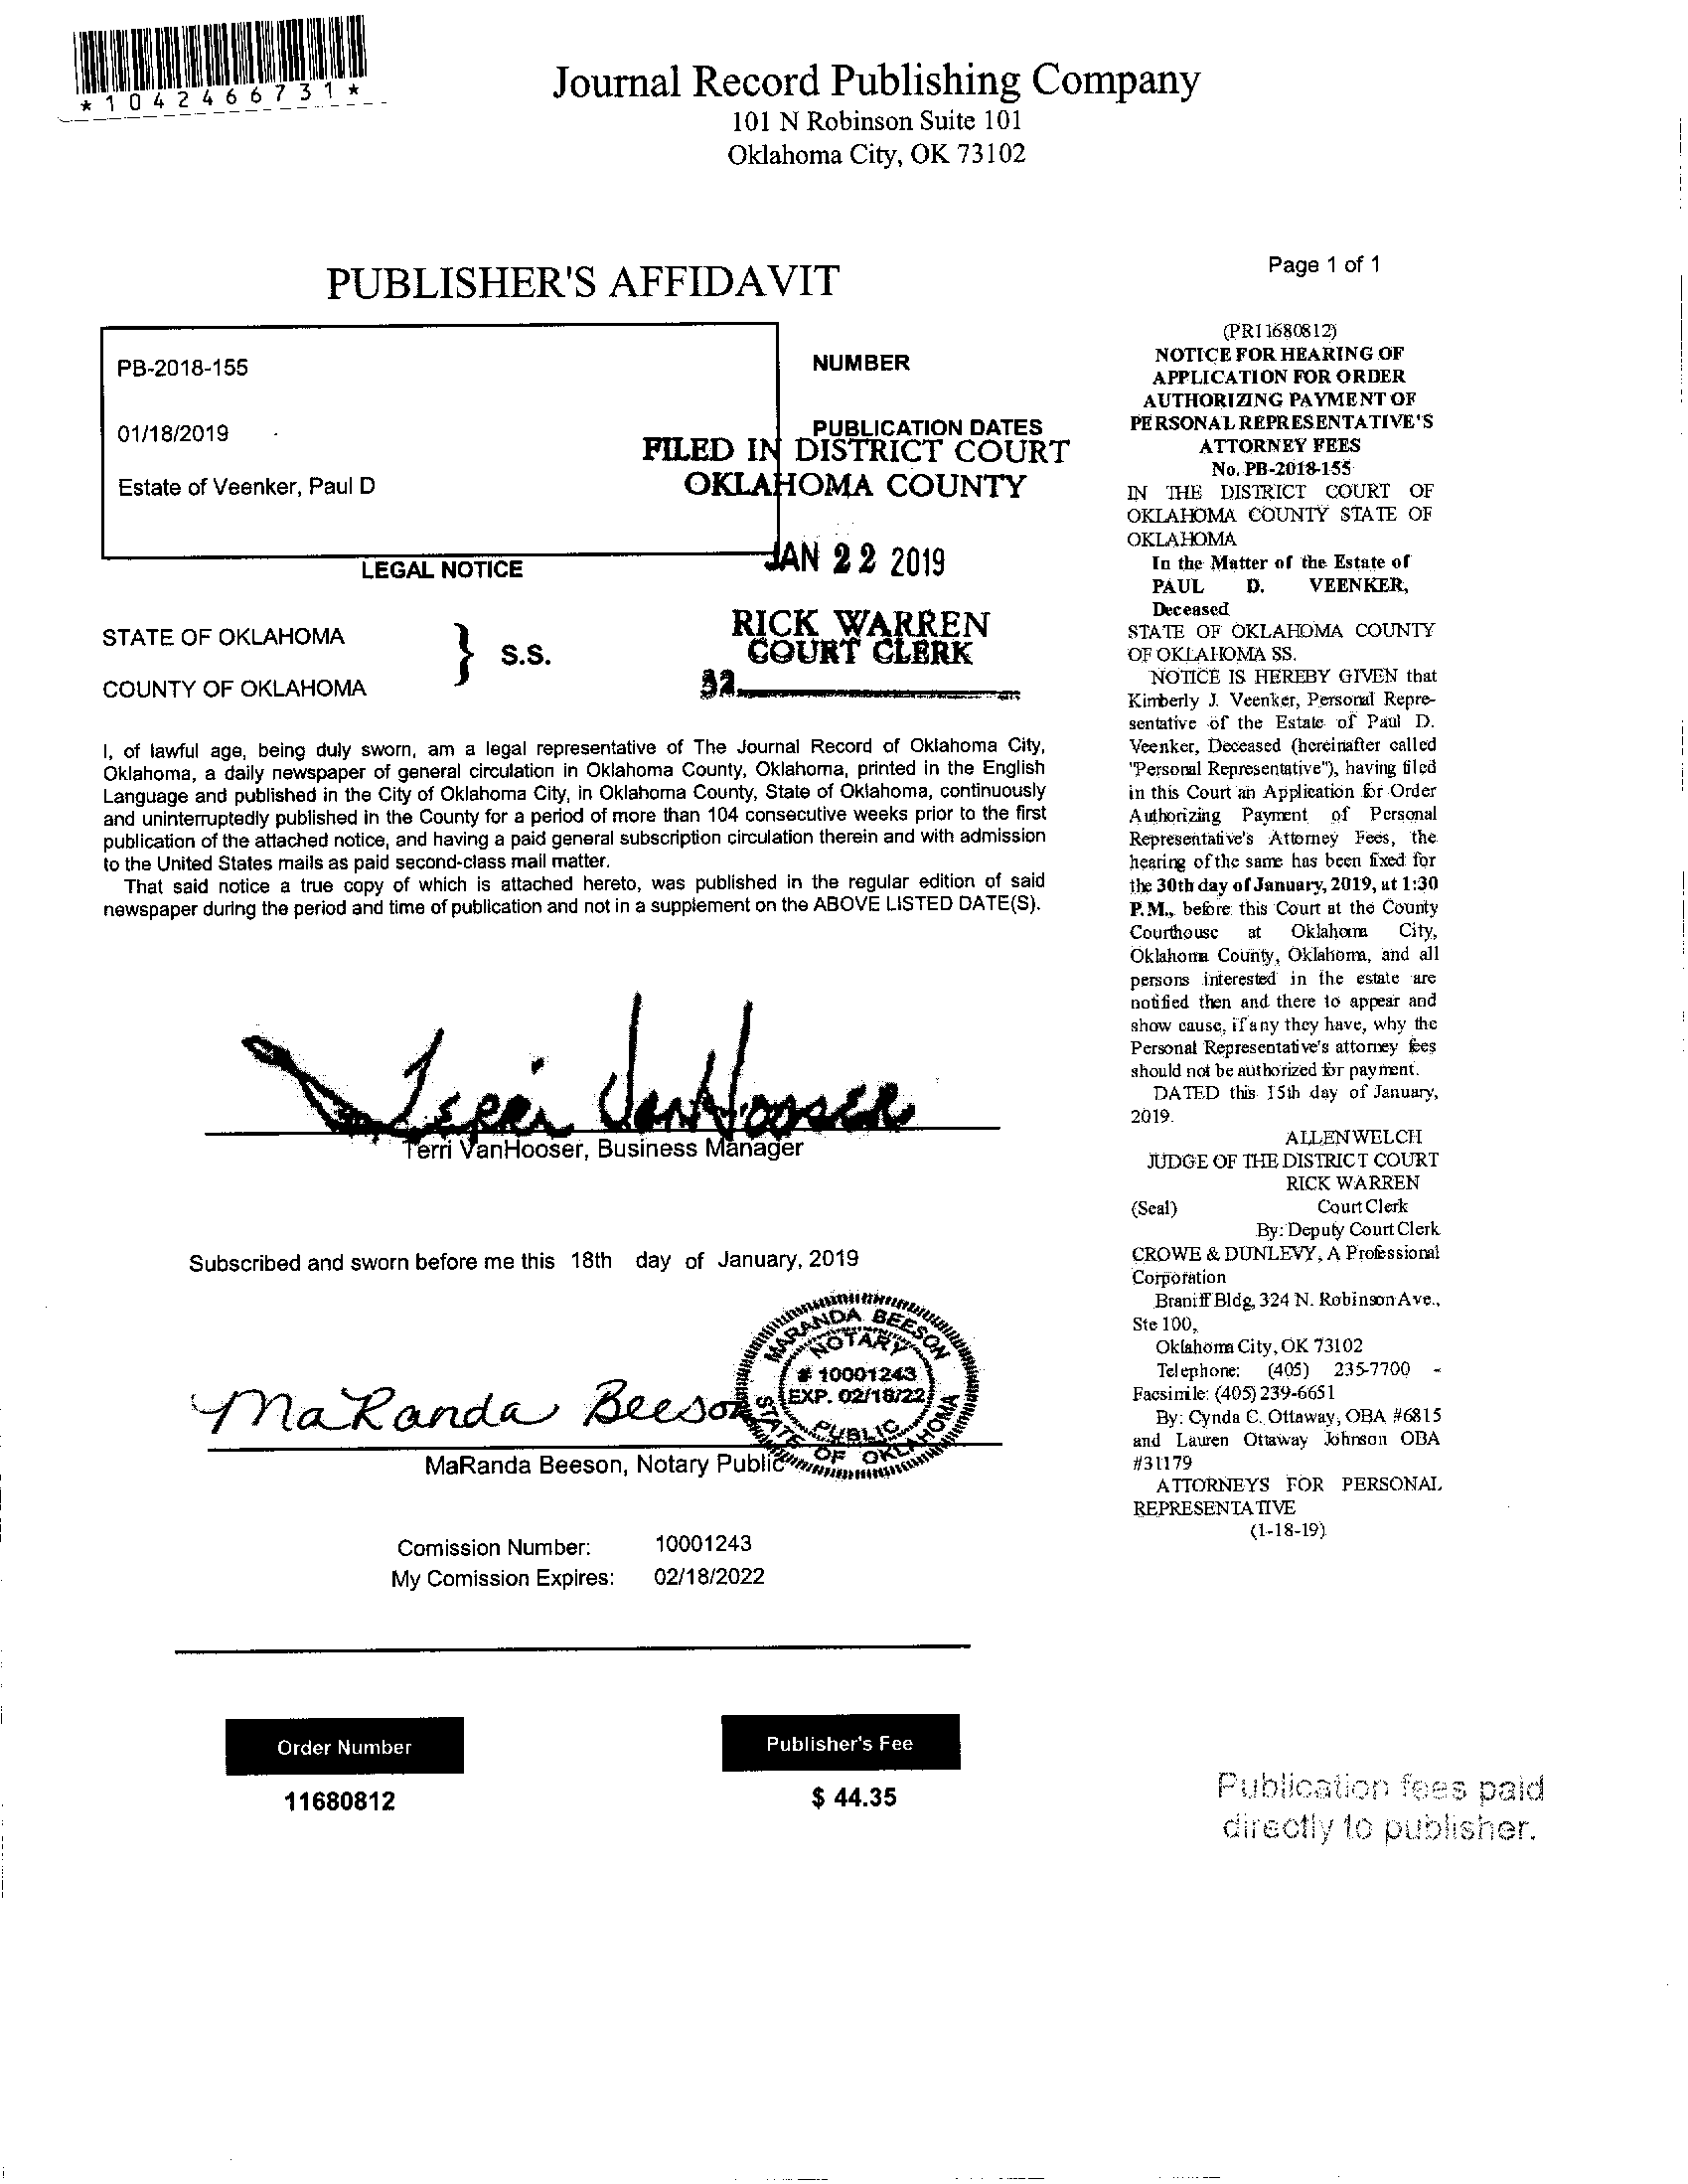 *1042466731*
Journal Record Publishing Company
101 N Robinson Suite 101
Oklahoma City, OK 73102
PUBLISHER'S AFFIDAVIT
Page 1 of 1
PB-2018-155
NUMBER
01/18/2019
PUBLICATION DATES
Estate of Veenker, Paul D
FILED IN DISTRICT COURT
OKLAHOMA COUNTY
JAN 22 2019
LEGAL NOTICE
RICK WARREN
COURT CLERK
32
STATE OF OKLAHOMA
} S.S.
COUNTY OF OKLAHOMA
I, of lawful age, being duly sworn, am a legal representative of The Journal Record of Oklahoma City,
Oklahoma, a daily newspaper of general circulation in Oklahoma County, Oklahoma, printed in the English
Language and published in the City of Oklahoma City, in Oklahoma County, State of Oklahoma, continuously
and uninterruptedly published in the County for a period of more than 104 consecutive weeks prior to the first
publication of the attached notice, and having a paid general subscription circulation therein and with admission
to the United States mails as paid second-class mail matter.
That said notice a true copy of which is attached hereto, was published in the regular edition of said
newspaper during the period and time of publication and not in a supplement on the ABOVE LISTED DATE(S).
Terri VanHooser
Terri VanHooser, Business Manager
Subscribed and sworn before me this 18th day of January, 2019
MaRanda Beeson
MARANDA BEESON
NOTARY
# 10001243
EXP. 02/18/22
PUBLIC
STATE OF OKLAHOMA
MaRanda Beeson, Notary Public
Comission Number: 10001243
My Comission Expires: 02/18/2022
Order Number
11680812
Publisher's Fee
$ 44.35
(PR11680812)
NOTICE FOR HEARING OF
APPLICATION FOR ORDER
AUTHORIZING PAYMENT OF
PERSONAL REPRESENTATIVE'S
ATTORNEY FEES
No. PB-2018-155
IN THE DISTRICT COURT OF
OKLAHOMA COUNTY STATE OF
OKLAHOMA
In the Matter of the Estate of
PAUL D. VEENKER,
Deceased
STATE OF OKLAHOMA COUNTY
OF OKLAHOMA SS.
NOTICE IS HEREBY GIVEN that
Kimberly J. Veenker, Personal Repre-
sentative of the Estate of Paul D.
Veenker, Deceased (hereinafter called
"Personal Representative"), having filed
in this Court an Application for Order
Authorizing Payment of Personal
Representative's Attorney Fees, the
hearing of the same has been fixed for
the 30th day of January, 2019, at 1:30
P.M., before this Court at the County
Courthouse at Oklahoma City,
Oklahoma County, Oklahoma, and all
persons interested in the estate are
notified then and there to appear and
show cause, if any they have, why the
Personal Representative's attorney fees
should not be authorized for payment.
DATED this 15th day of January,
2019.
ALLEN WELCH
JUDGE OF THE DISTRICT COURT
RICK WARREN
(Seal) Court Clerk
By: Deputy Court Clerk
CROWE & DUNLEVY, A Professional
Corporation
Braniff Bldg, 324 N. Robinson Ave.,
Ste 100,
Oklahoma City, OK 73102
Telephone: (405) 235-7700 -
Facsimile: (405) 239-6651
By: Cynda C. Ottaway, OBA #6815
and Lauren Ottaway Johnson OBA
#31179
ATTORNEYS FOR PERSONAL
REPRESENTATIVE
(1-18-19)
Publication fees paid
directly to publisher.